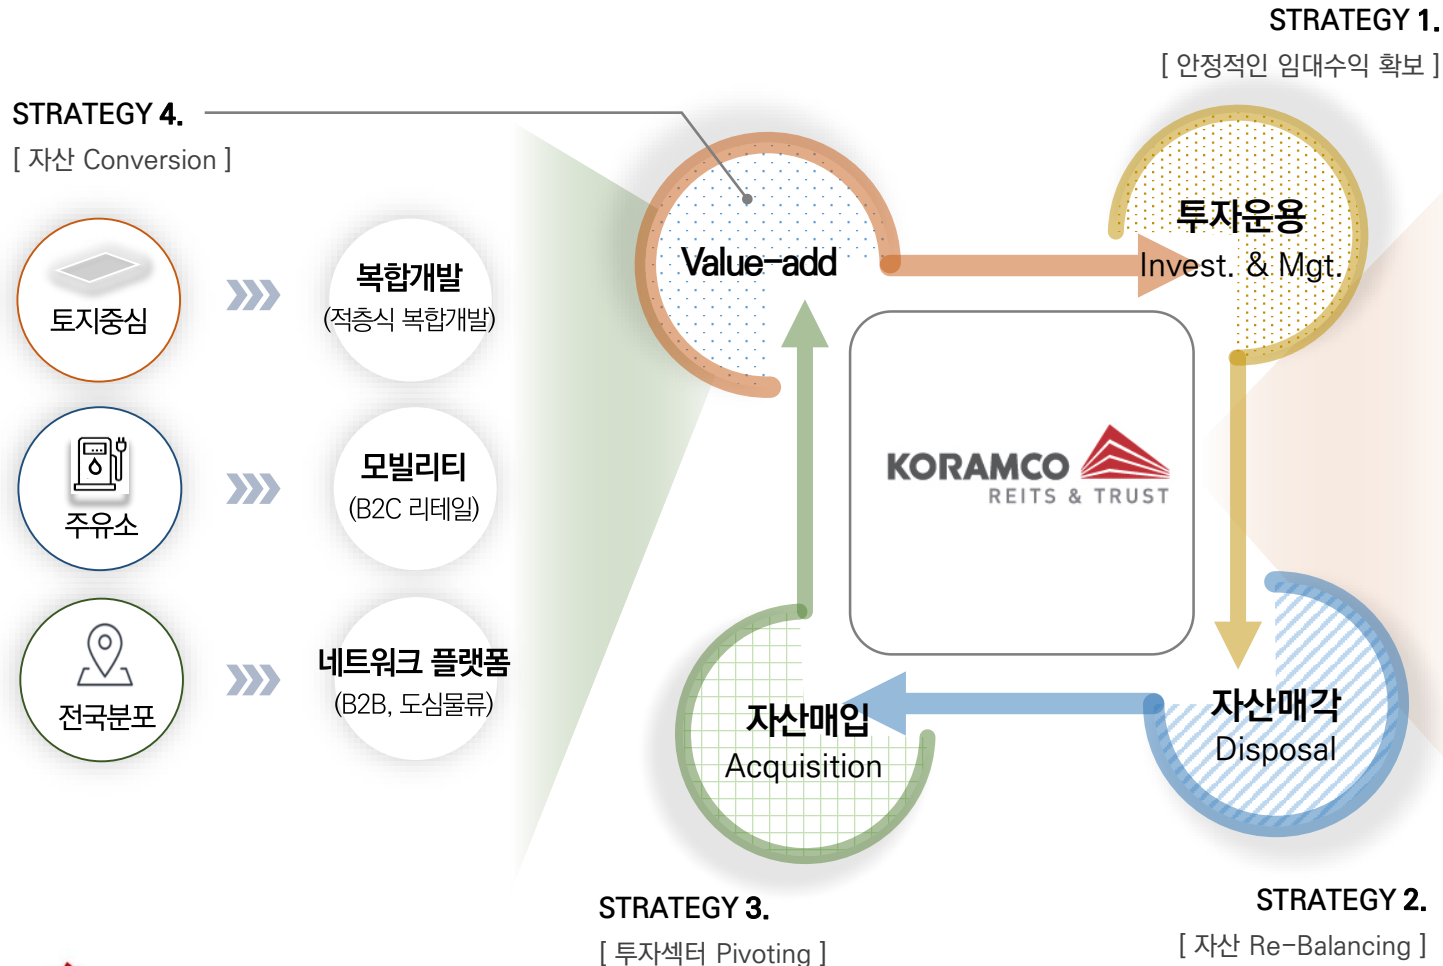 STRATEGY 1.
[ 안정적인 임대수익 확보 ]
STRATEGY 4.
[ 자산 Conversion ]
토지중심
복합개발
(적층식 복합개발)
주유소
모빌리티
(B2C 리테일)
전국분포
네트워크 플랫폼
(B2B, 도심물류)
Value-add
투자운용
Invest. & Mgt.
KORAMCO
REITS & TRUST
자산매입
Acquisition
자산매각
Disposal
STRATEGY 3.
[ 투자섹터 Pivoting ]
STRATEGY 2.
[ 자산 Re-Balancing ]